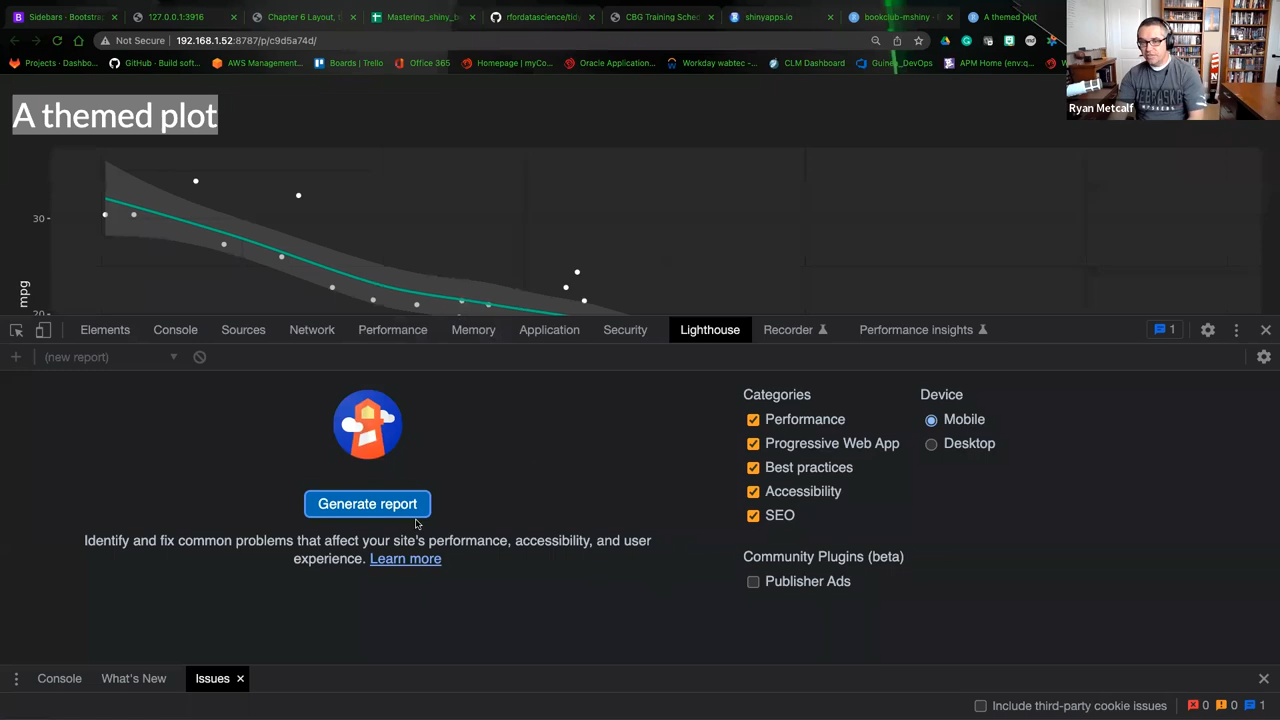 Sidebars - Bootstra
127.0.0.1:3916
Chapter 6 Layout, t
Mastering_shiny_b
rfordatascience/tid
CBG Training Sche
shinyapps.io
bookclub-mshiny
A themed plot
Not Secure
192.168.1.52:8787/p/c9d5a74d/
Projects · Dashbo...
GitHub · Build soft...
AWS Management...
Boards | Trello
Office 365
Homepage | myCo...
Oracle Application...
Workday wabtec -...
CLM Dashboard
Guinea_DevOps
APM Home (env:q...
Ryan Metcalf
A themed plot
30
mpg
20
Elements
Console
Sources
Network
Performance
Memory
Application
Security
Lighthouse
Recorder
Performance insights
1
(new report)
Categories
Device
Performance
Mobile
Progressive Web App
Desktop
Best practices
Accessibility
SEO
Generate report
Identify and fix common problems that affect your site's performance, accessibility, and user
experience. Learn more
Community Plugins (beta)
Publisher Ads
Console
What's New
Issues
Include third-party cookie issues
0
0
1